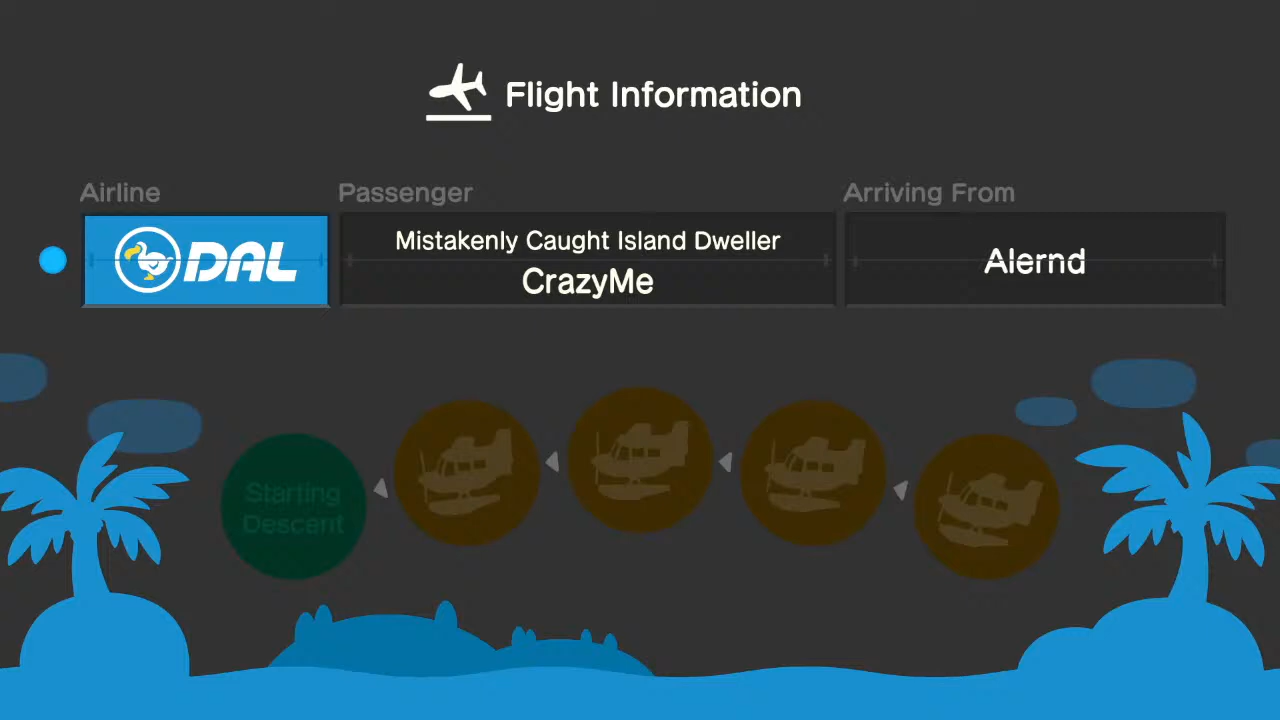 Flight Information
Airline
Passenger
Arriving From
DAL
Mistakenly Caught Island Dweller
CrazyMe
Alernd
Starting
Descent